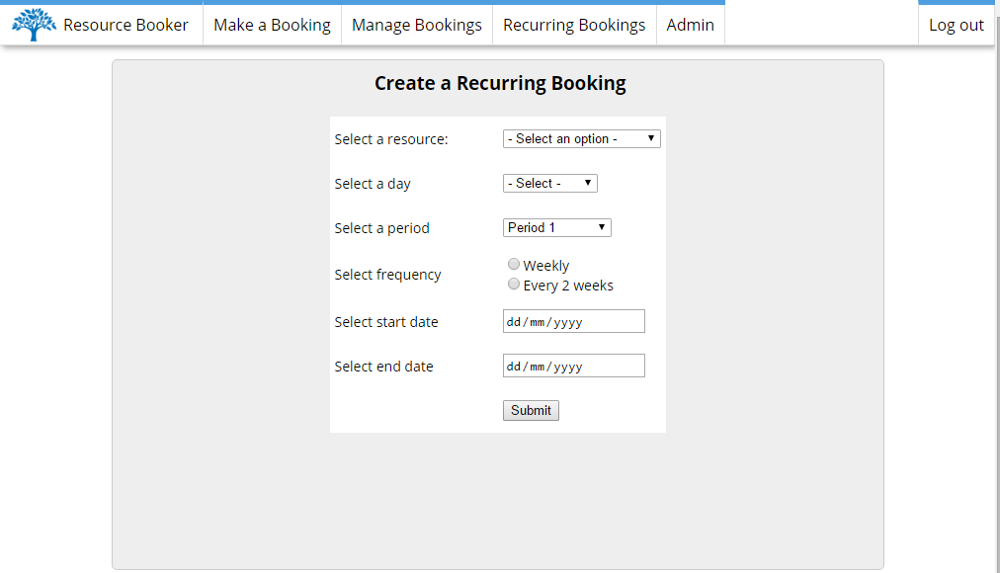 Resource Booker Make a Booking Manage Bookings Recurring Bookings Admin Log out
Create a Recurring Booking
Select a resource: - Select an option -
Select a day - Select -
Select a period Period 1
Select frequency
Weekly
Every 2 weeks
Select start date dd/mm/yyyy
Select end date dd/mm/yyyy
Submit